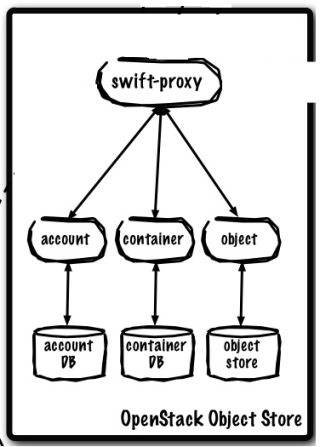 swift-proxy
account
container
object
account
DB
container
DB
object
store
OpenStack Object Store